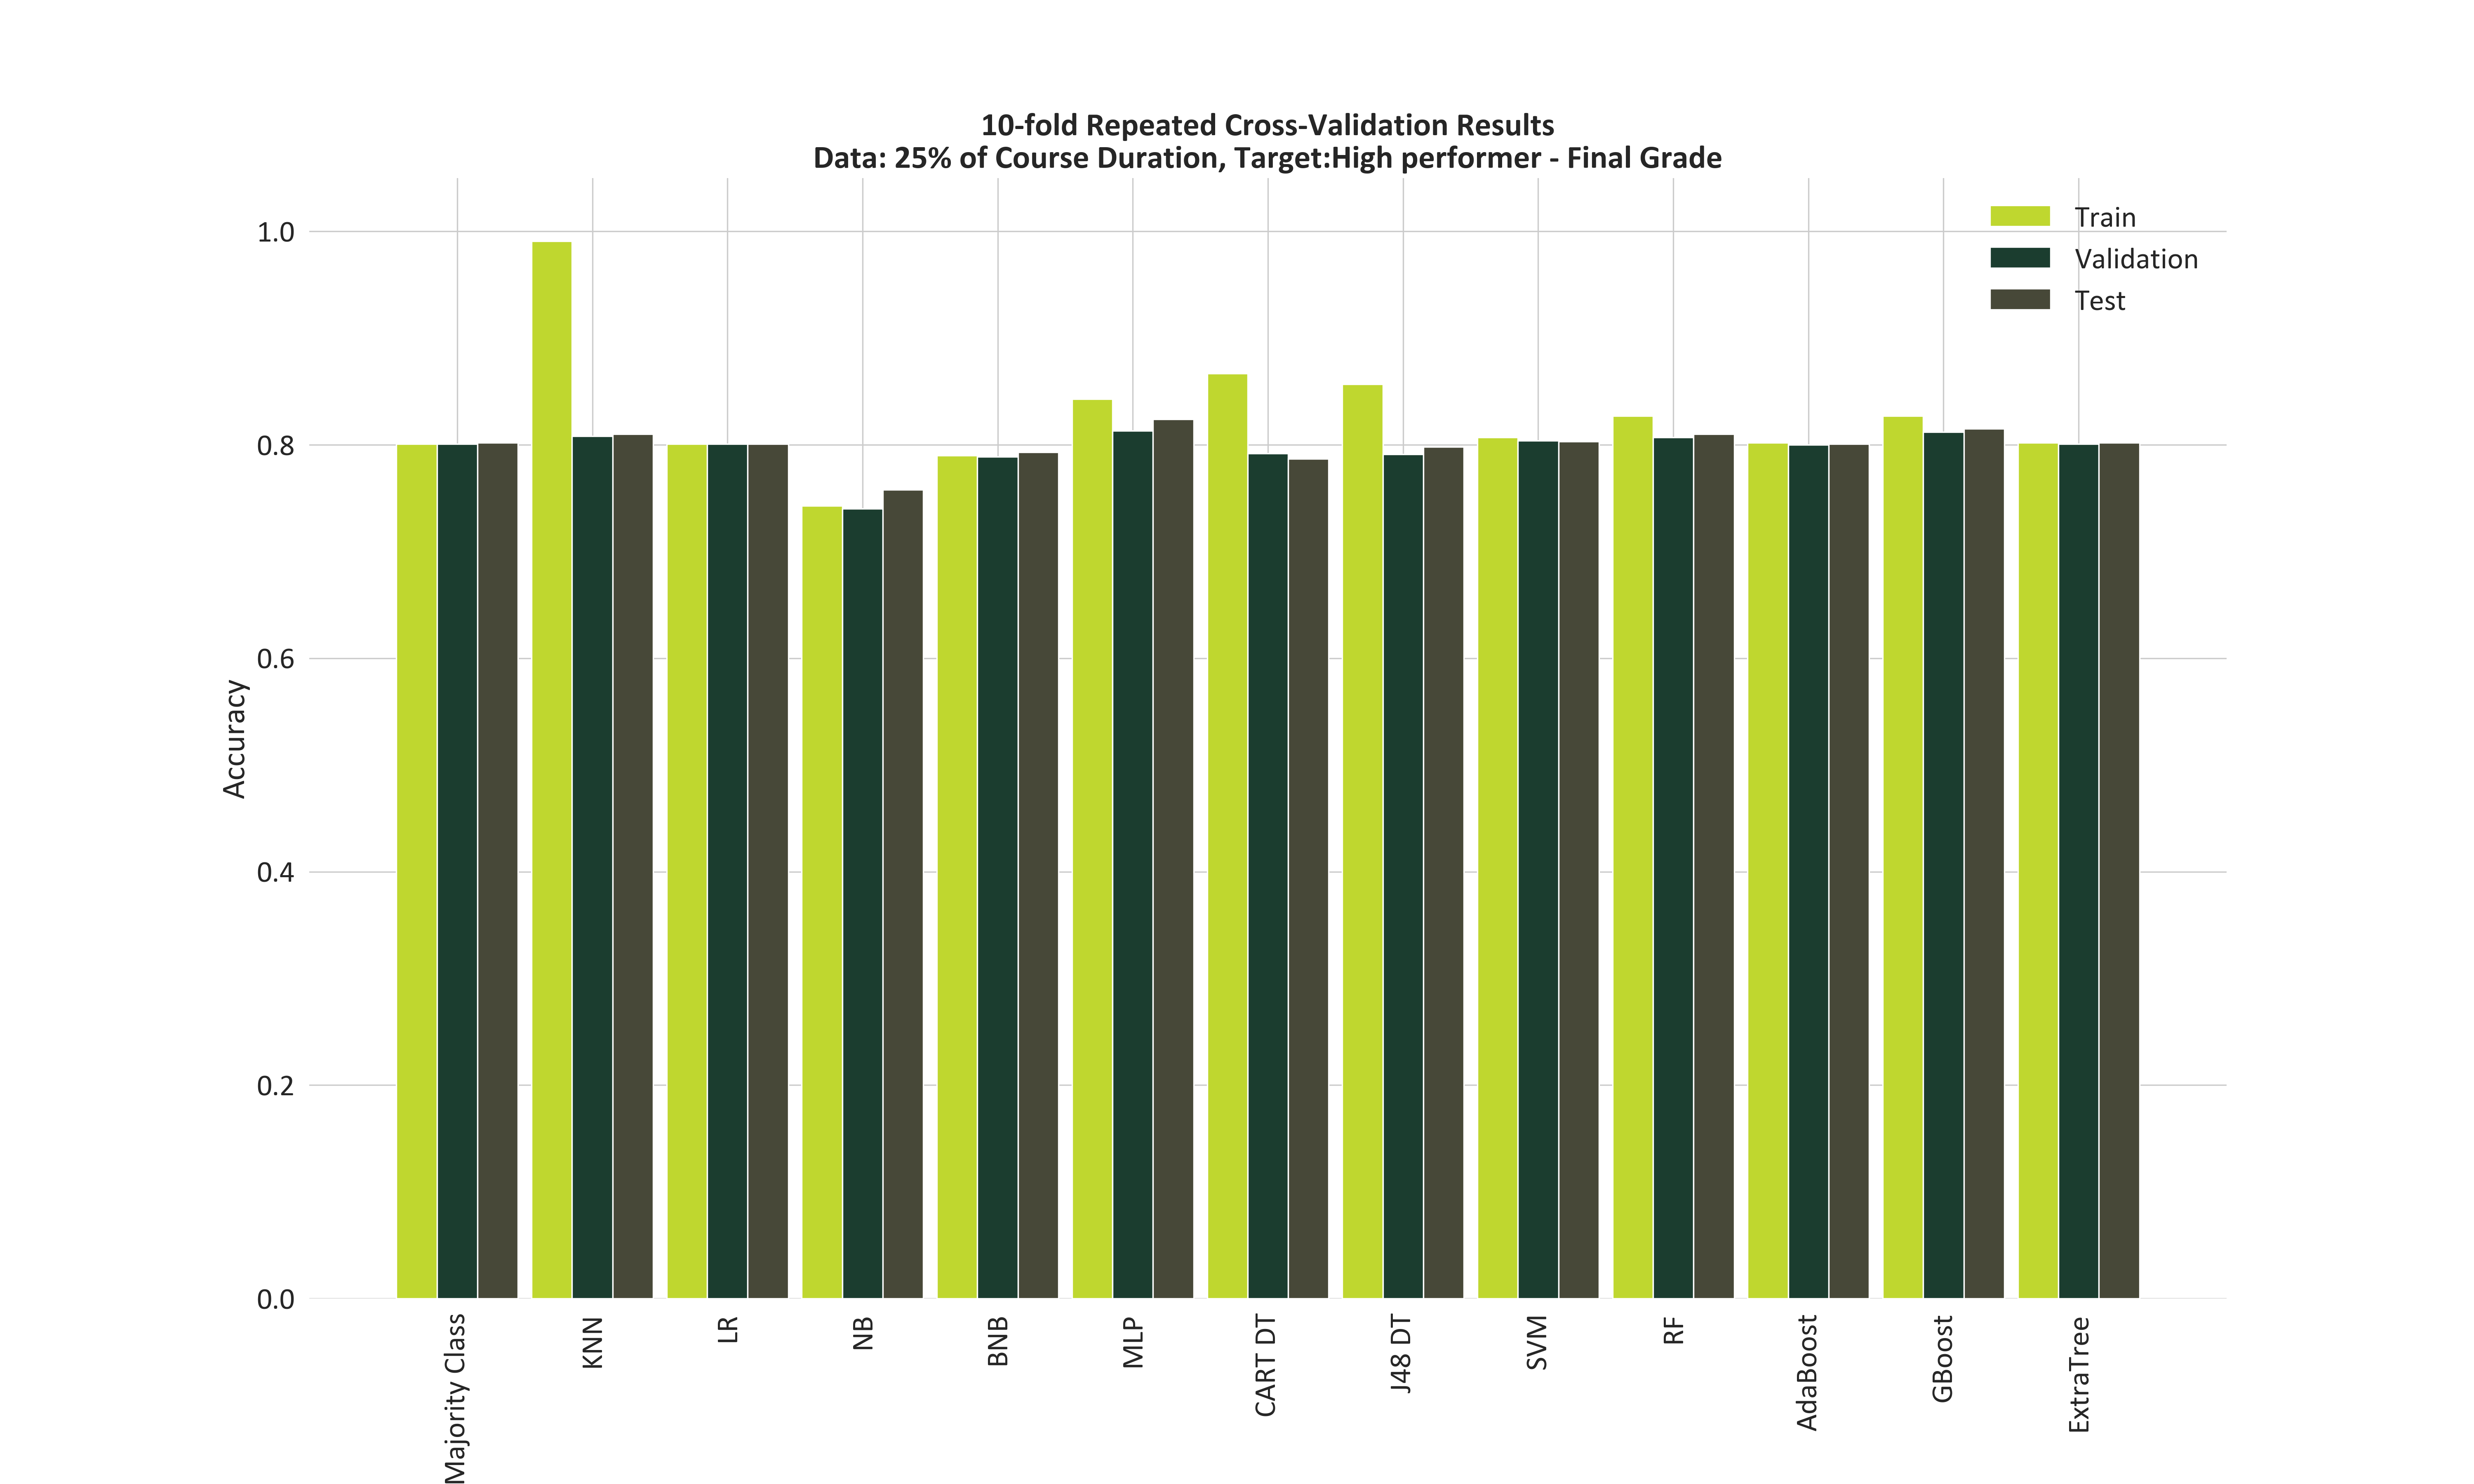 10-fold Repeated Cross-Validation Results
Data: 25% of Course Duration, Target:High performer - Final Grade
Train
Validation
Test
Accuracy
1.0
0.8
0.6
0.4
0.2
0.0
Majority Class
KNN
LR
NB
BNB
MLP
CART DT
J48 DT
SVM
RF
AdaBoost
GBoost
ExtraTree